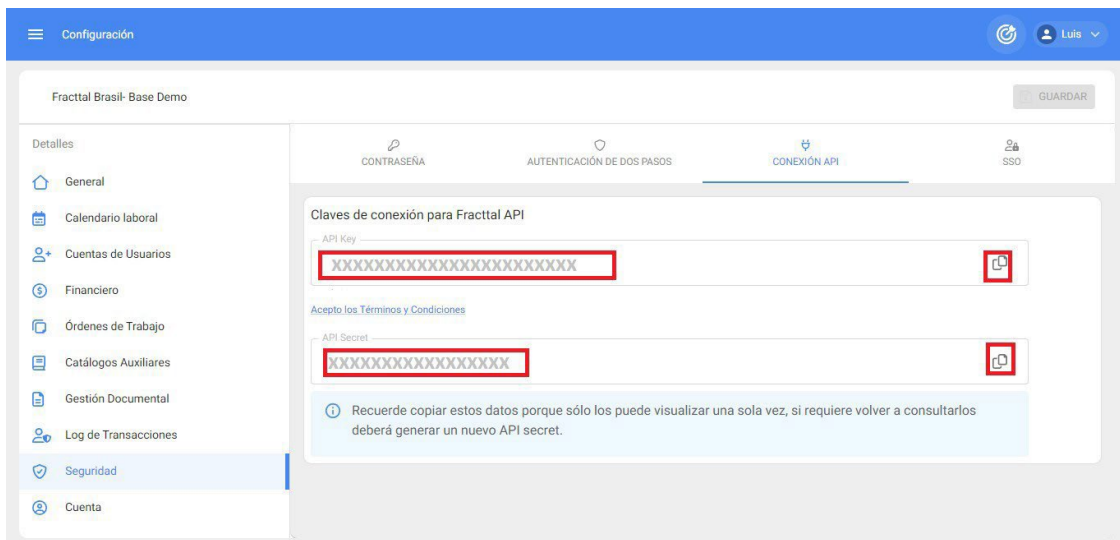 Configuración
Luis
Fracttal Brasil- Base Demo
GUARDAR
Detalles
General
Calendario laboral
Cuentas de Usuarios
Financiero
Órdenes de Trabajo
Catálogos Auxiliares
Gestión Documental
Log de Transacciones
Seguridad
Cuenta
CONTRASEÑA
AUTENTICACIÓN DE DOS PASOS
CONEXIÓN API
SSO
Claves de conexión para Fracttal API
API Key
XXXXXXXXXXXXXXXXXXXXXXX
Acepto los Términos y Condiciones
API Secret
XXXXXXXXXXXXXXXXX
Recuerde copiar estos datos porque sólo los puede visualizar una sola vez, si requiere volver a consultarlos
deberá generar un nuevo API secret.